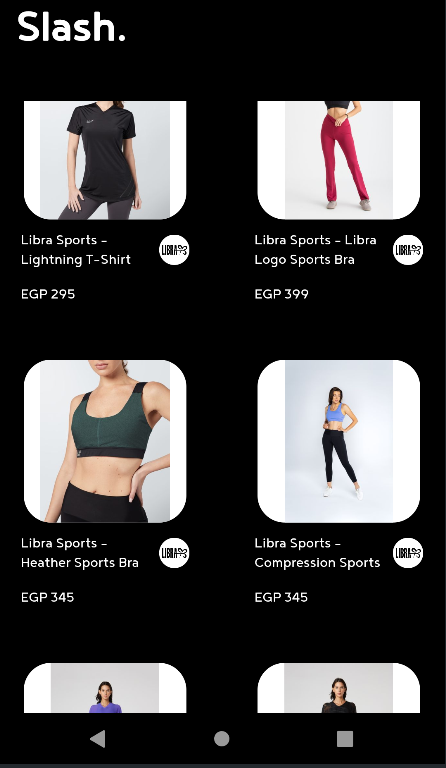 Slash.
Libra Sports -
Lightning T-Shirt
LIBRA
EGP 295
Libra Sports - Libra
Logo Sports Bra
LIBRA
EGP 399
Libra Sports -
Heather Sports Bra
LIBRA
EGP 345
Libra Sports -
Compression Sports
LIBRA
EGP 345